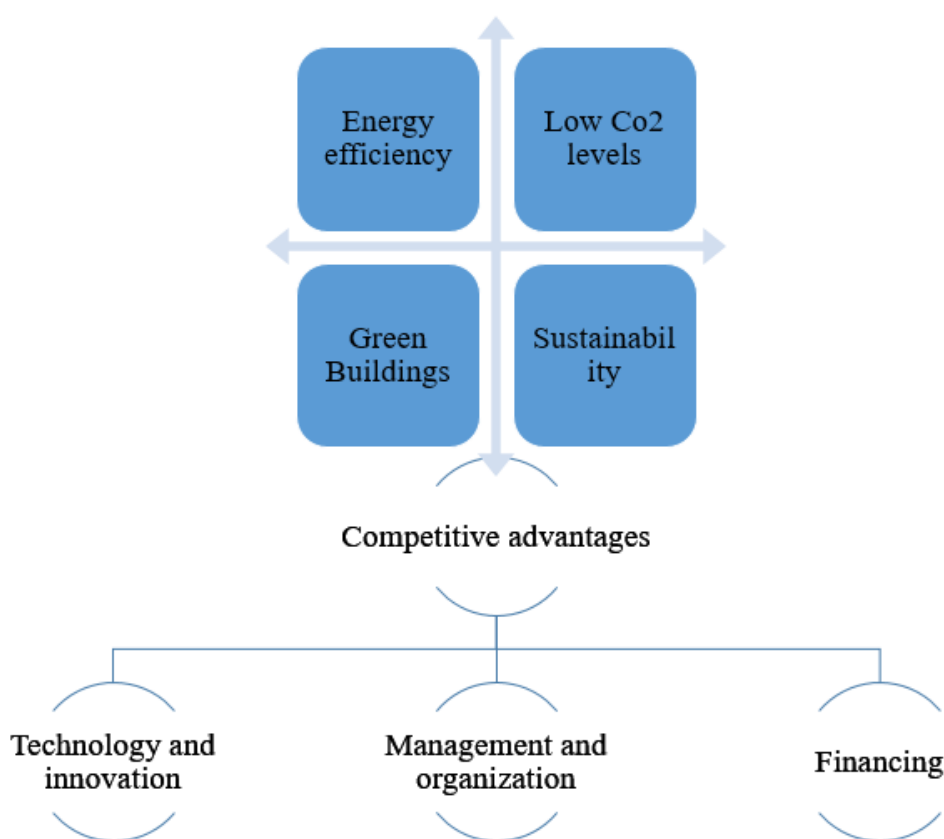 Energy
efficiency
Low Co2
levels
Green
Buildings
Sustainabil
ity
Competitive advantages
Technology and
innovation
Management and
organization
Financing